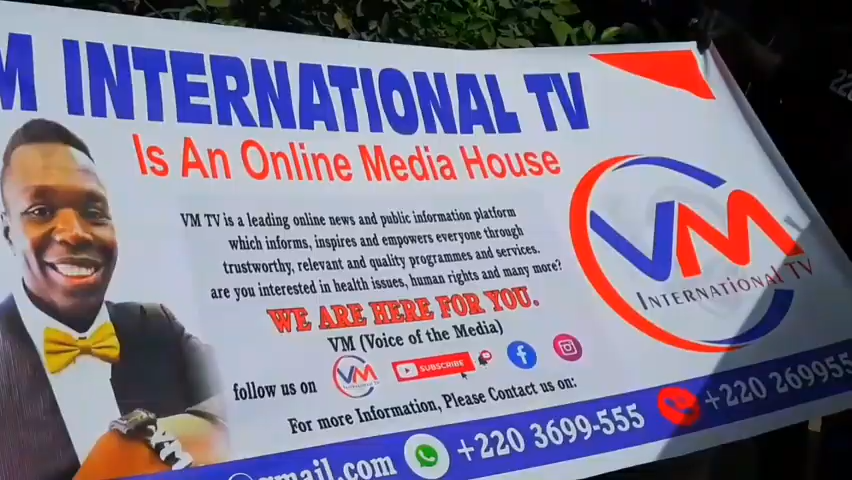 M INTERNATIONAL TV
Is An Online Media House
VM TV is a leading online news and public information platform
which informs, inspires and empowers everyone through
trustworthy, relevant and quality programmes and services.
are you interested in health issues, human rights and many more?
WE ARE HERE FOR YOU.
VM (Voice of the Media)
VM
INTERNATIONAL TV
follow us on
VM
SUBSCRIBE
For more Information, Please Contact us on:
@gmail.com
+220 3699-555
+220 269955